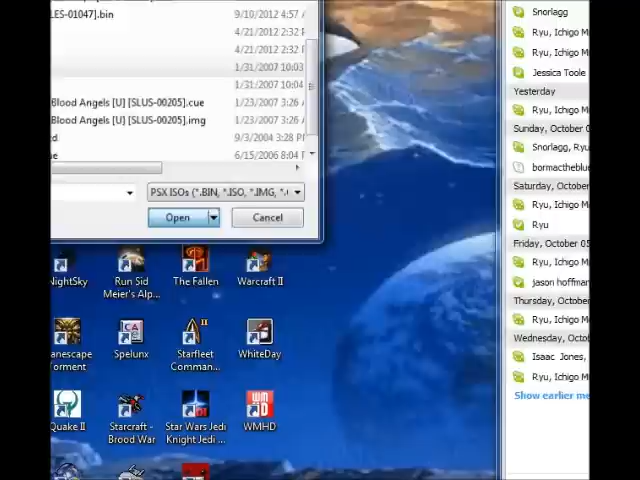 LES-01047].bin 9/10/2012 4:57
4/21/2012 2:32 P
4/21/2012 2:32 P
1/31/2007 10:03
1/31/2007 10:04
Blood Angels [U] [SLUS-00205].cue 1/23/2007 3:26
Blood Angels [U] [SLUS-00205].img 1/23/2007 3:26
9/3/2004 3:28 P
6/15/2006 8:04
PSX ISOs (*.BIN, *.ISO, *.IMG, *.
Open Cancel
NightSky Run Sid Meier's Alp... The Fallen Warcraft II
anescape Torment Spelunx Starfleet Comman... WhiteDay
Quake II Starcraft - Brood War Star Wars Jedi Knight Jedi ... WMHD
Snorlagg
Ryu, Ichigo M
Ryu, Ichigo M
Jessica Toole
Yesterday
Ryu, Ichigo M
Sunday, October
Snorlagg, Ryu
bormactheblue
Saturday, October
Ryu, Ichigo M
Ryu
Friday, October 05
Ryu, Ichigo M
jason hoffman
Thursday, October
Ryu, Ichigo M
Wednesday, Octob
Isaac Jones,
Ryu, Ichigo M
Show earlier me